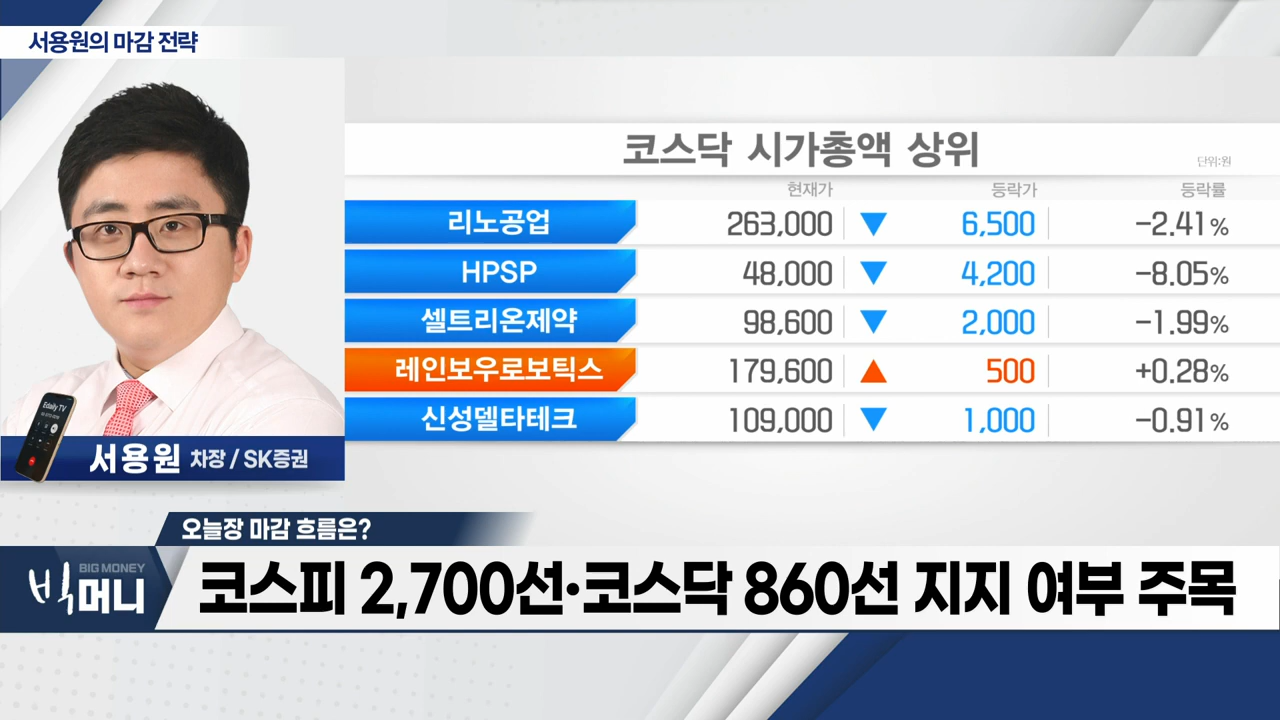 서용원의 마감 전략
코스닥 시가총액 상위
단위:원
현재가 등락가 등락률
리노공업 263,000 ▼ 6,500 -2.41%
HPSP 48,000 ▼ 4,200 -8.05%
셀트리온제약 98,600 ▼ 2,000 -1.99%
레인보우로보틱스 179,600 ▲ 500 +0.28%
신성델타테크 109,000 ▼ 1,000 -0.91%
Edaily TV
서용원 차장 / SK증권
오늘장 마감 흐름은?
BIG MONEY
빅머니
코스피 2,700선·코스닥 860선 지지 여부 주목